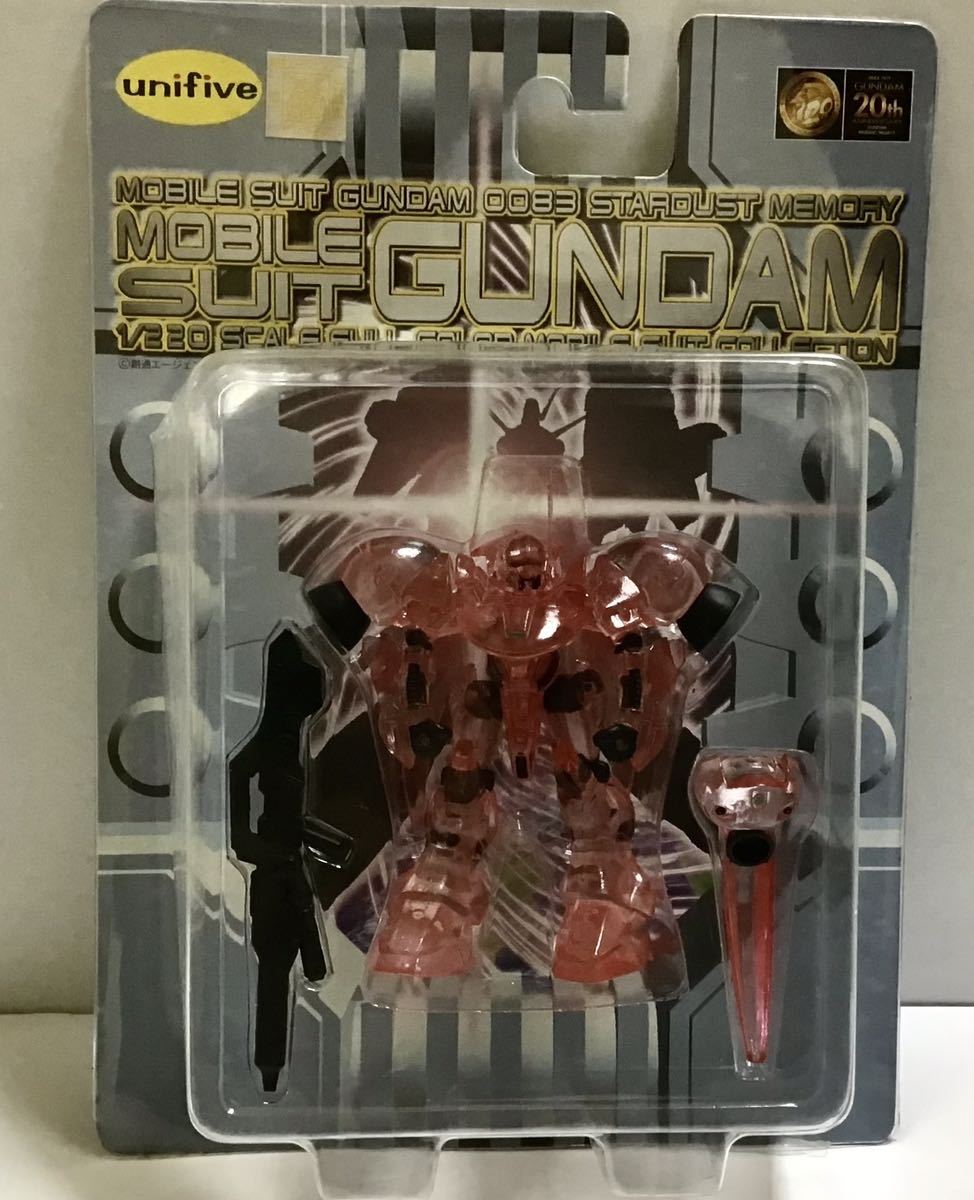 unifive
GUNDAM
20th
MOBILE SUIT GUNDAM 0083 STARDUST MEMORY
MOBILE SUIT GUNDAM
1/220 SCALE FULL COLOR MOBILE SUIT COLLECTION
©創通エージェ